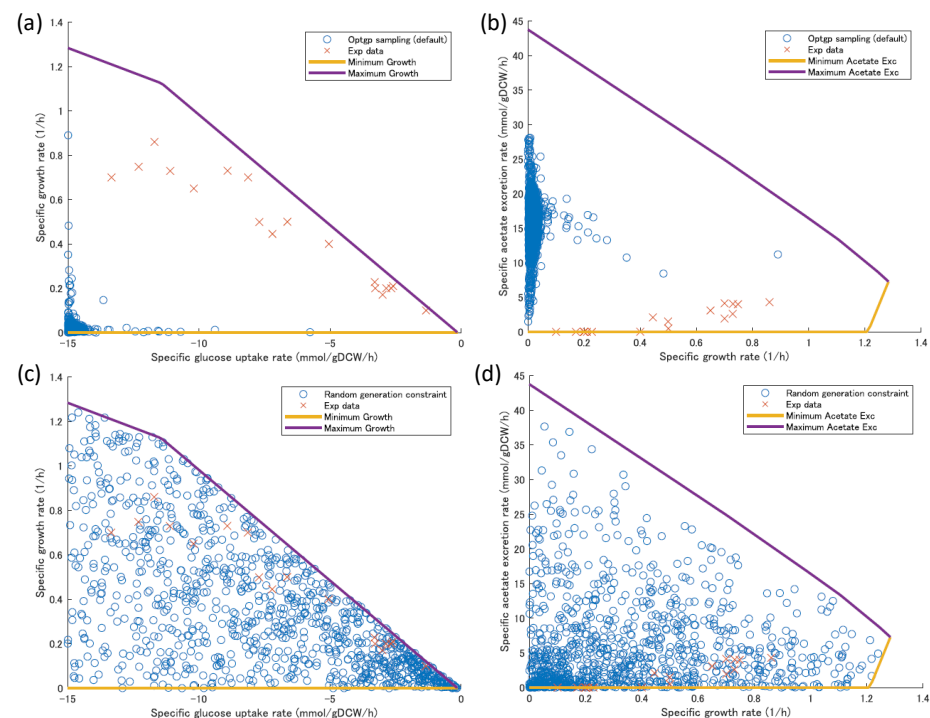 (a)
1.4
1.2
1
0.8
0.6
0.4
0.2
0
Specific growth rate (1/h)
Optgp sampling (default)
Exp data
Minimum Growth
Maximum Growth
-15
-10
-5
0
Specific glucose uptake rate (mmol/gDCW/h)
(b)
45
40
35
30
25
20
15
10
5
0
Specific acetate excretion rate (mmol/gDCW/h)
Optgp sampling (default)
Exp data
Minimum Acetate Exc
Maximum Acetate Exc
0
0.2
0.4
0.6
0.8
1
1.2
1.4
Specific growth rate (1/h)
(c)
1.4
1.2
1
0.8
0.6
0.4
0.2
0
Specific growth rate (1/h)
Random generation constraint
Exp data
Minimum Growth
Maximum Growth
-15
-10
-5
0
Specific glucose uptake rate (mmol/gDCW/h)
(d)
45
40
35
30
25
20
15
10
5
0
Specific acetate excretion rate (mmol/gDCW/h)
Random generation constraint
Exp data
Minimum Acetate Exc
Maximum Acetate Exc
0
0.2
0.4
0.6
0.8
1
1.2
1.4
Specific growth rate (1/h)